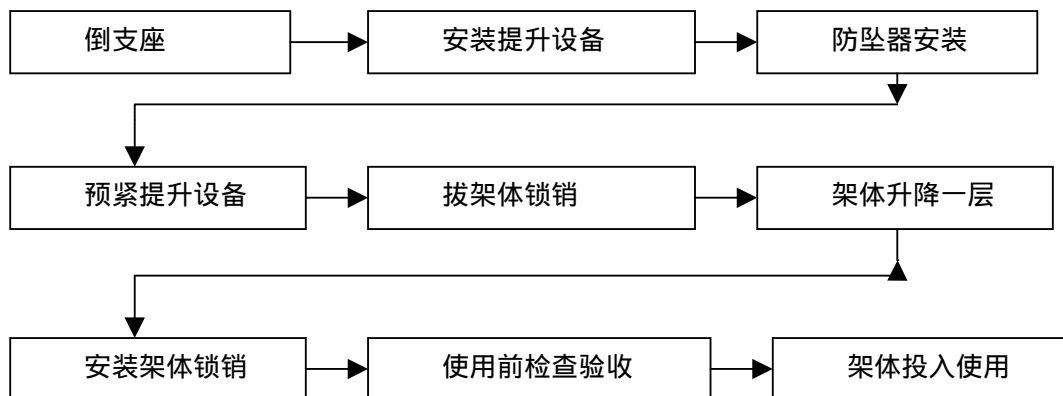 倒支座
安装提升设备
防坠器安装
预紧提升设备
拔架体锁销
架体升降一层
安装架体锁销
使用前检查验收
架体投入使用